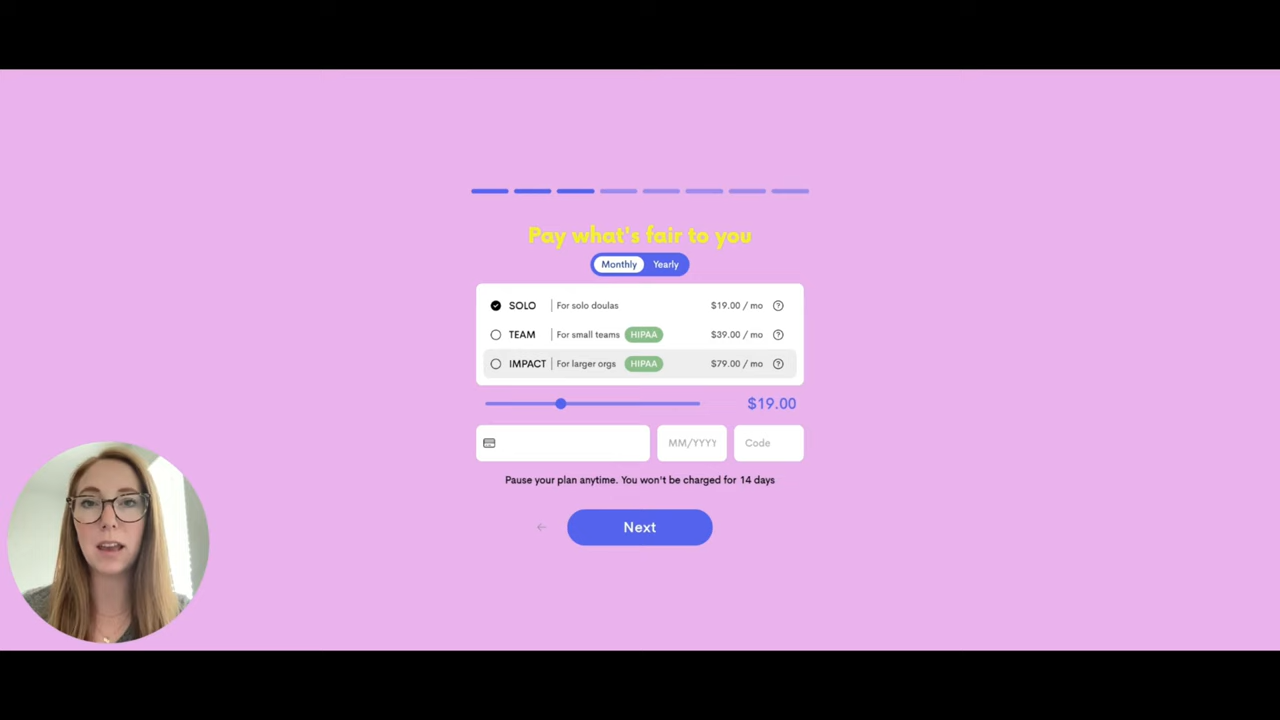 Pay what's fair to you
Monthly Yearly
SOLO | For solo doulas $19.00 / mo ?
TEAM | For small teams HIPAA $39.00 / mo ?
IMPACT | For larger orgs HIPAA $79.00 / mo ?
$19.00
MM/YYYY Code
Pause your plan anytime. You won't be charged for 14 days
← Next